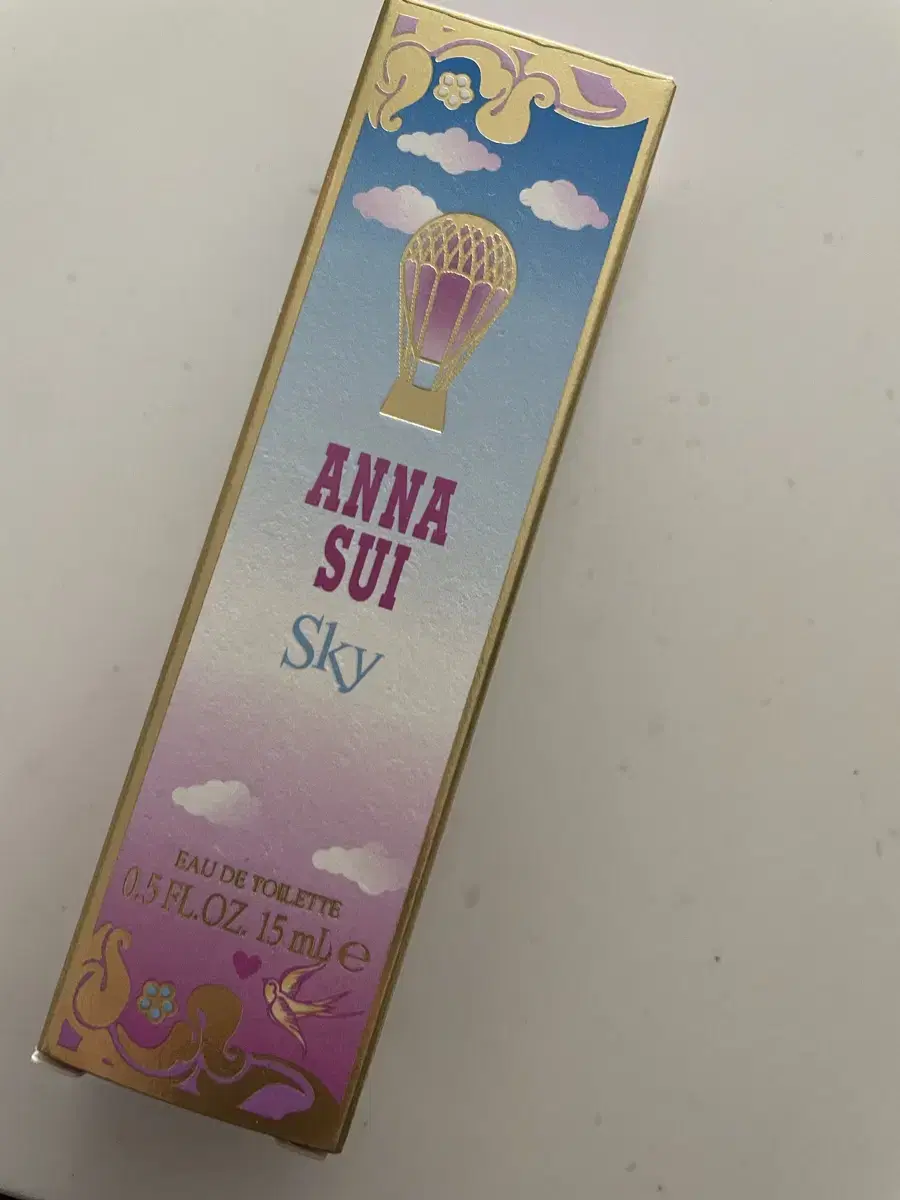 ANNA
SUI
Sky
EAU DE TOILETTE
0.5 FL.OZ. 15 mL ℮